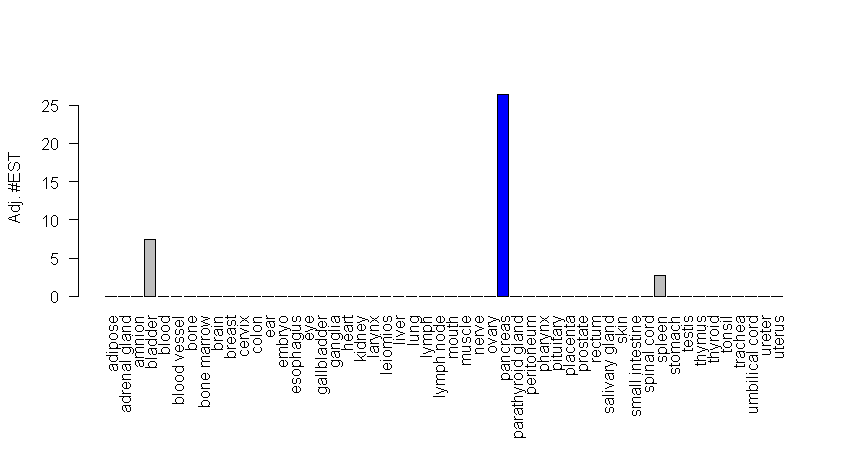 Adj. #EST
25
20
15
10
5
0
adipose
adrenal gland
amnion
bladder
blood
blood vessel
bone
bone marrow
brain
breast
cervix
colon
ear
embryo
esophagus
eye
gallbladder
ganglia
heart
kidney
larynx
leiomios
liver
lung
lymph
lymph node
mouth
muscle
nerve
ovary
pancreas
parathyroid gland
peritoneum
pharynx
pituitary
placenta
prostate
rectum
salivary gland
skin
small intestine
spinal cord
spleen
stomach
testis
thymus
thyroid
tonsil
trachea
umbilical cord
ureter
uterus